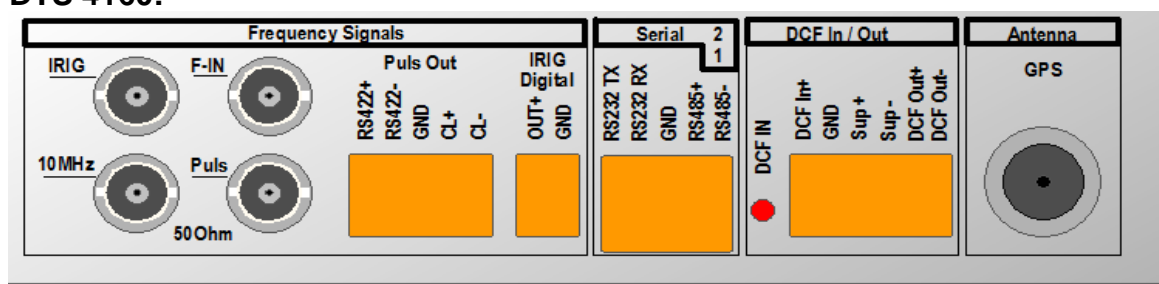 DTS 4160:
Frequency Signals
IRIG
F-IN
10MHz
Puls
50Ohm
Puls Out
RS422+
RS422-
GND
CL+
CL-
IRIG
Digital
OUT+
GND
Serial 2
1
RS232 TX
RS232 RX
GND
RS485+
RS485-
DCF In / Out
DCF IN
DCF In+
GND
Sup +
Sup -
DCF Out+
DCF Out-
Antenna
GPS